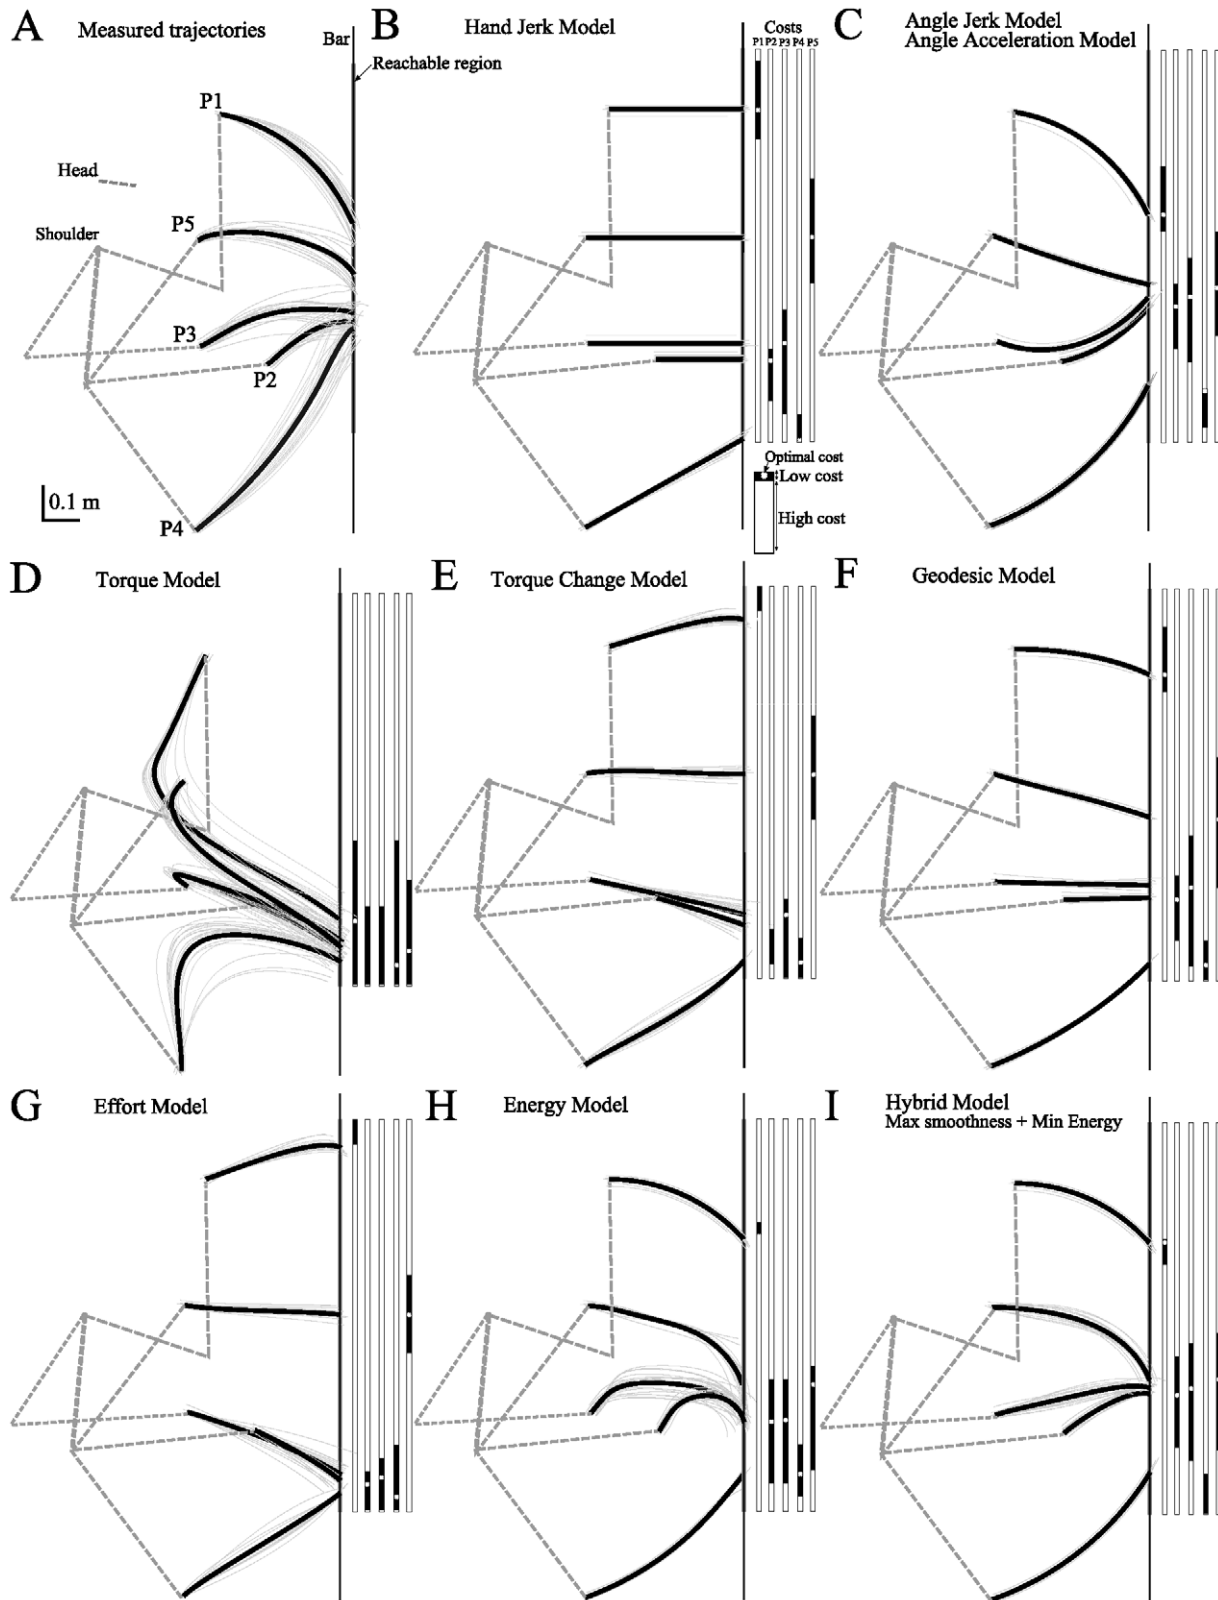 A
Measured trajectories
Bar
Reachable region
P1
Head
P5
Shoulder
P3
P2
P4
0.1 m
B
Hand Jerk Model
Costs
P1 P2 P3 P4 P5
Optimal cost
Low cost
High cost
C
Angle Jerk Model
Angle Acceleration Model
D
Torque Model
E
Torque Change Model
F
Geodesic Model
G
Effort Model
H
Energy Model
I
Hybrid Model
Max smoothness + Min Energy